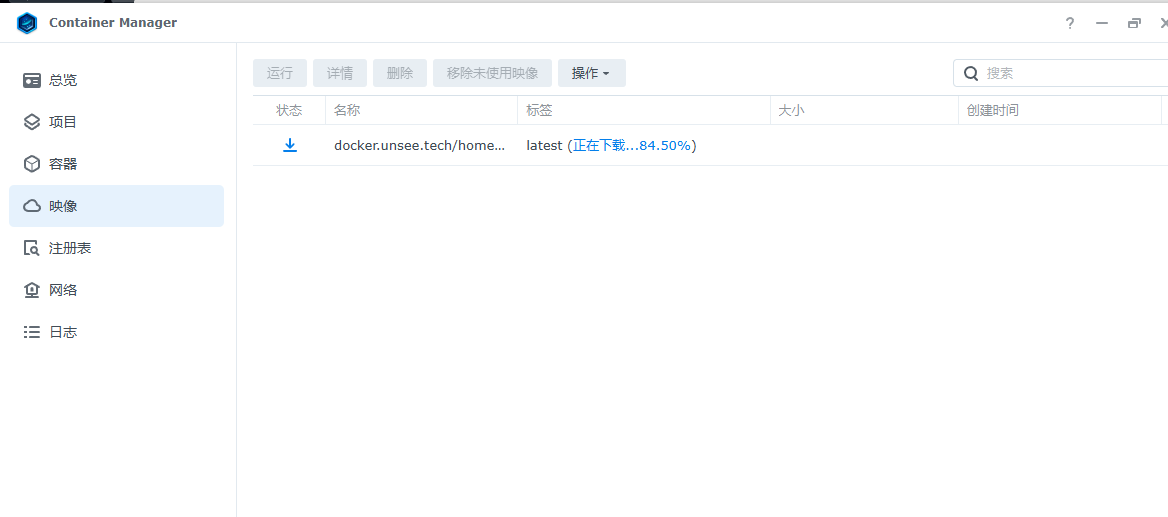 Container Manager
总览
项目
容器
映像
注册表
网络
日志
运行 详情 删除 移除未使用映像 操作 搜索
状态 名称 标签 大小 创建时间
docker.unsee.tech/home... latest (正在下载...84.50%)